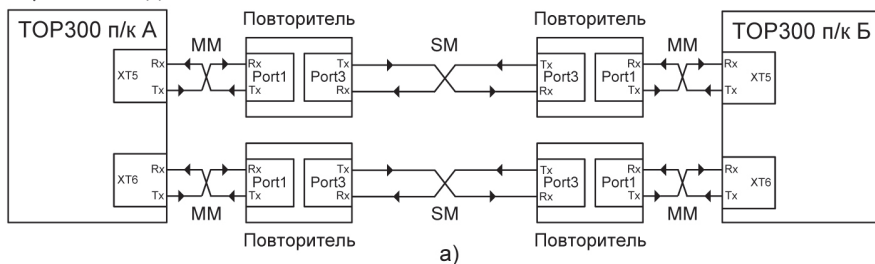 Повторитель Повторитель
ТОР300 п/к А ТОР300 п/к Б
MM SM MM
XT5 Rx Rx Port1 Port3 Tx Tx Port3 Port1 Rx Rx XT5
Tx Tx Rx Rx Tx Tx
XT6 Rx Rx Port1 Port3 Tx Tx Port3 Port1 Rx Rx XT6
Tx Tx Rx Rx Tx Tx
MM SM MM
Повторитель Повторитель
а)